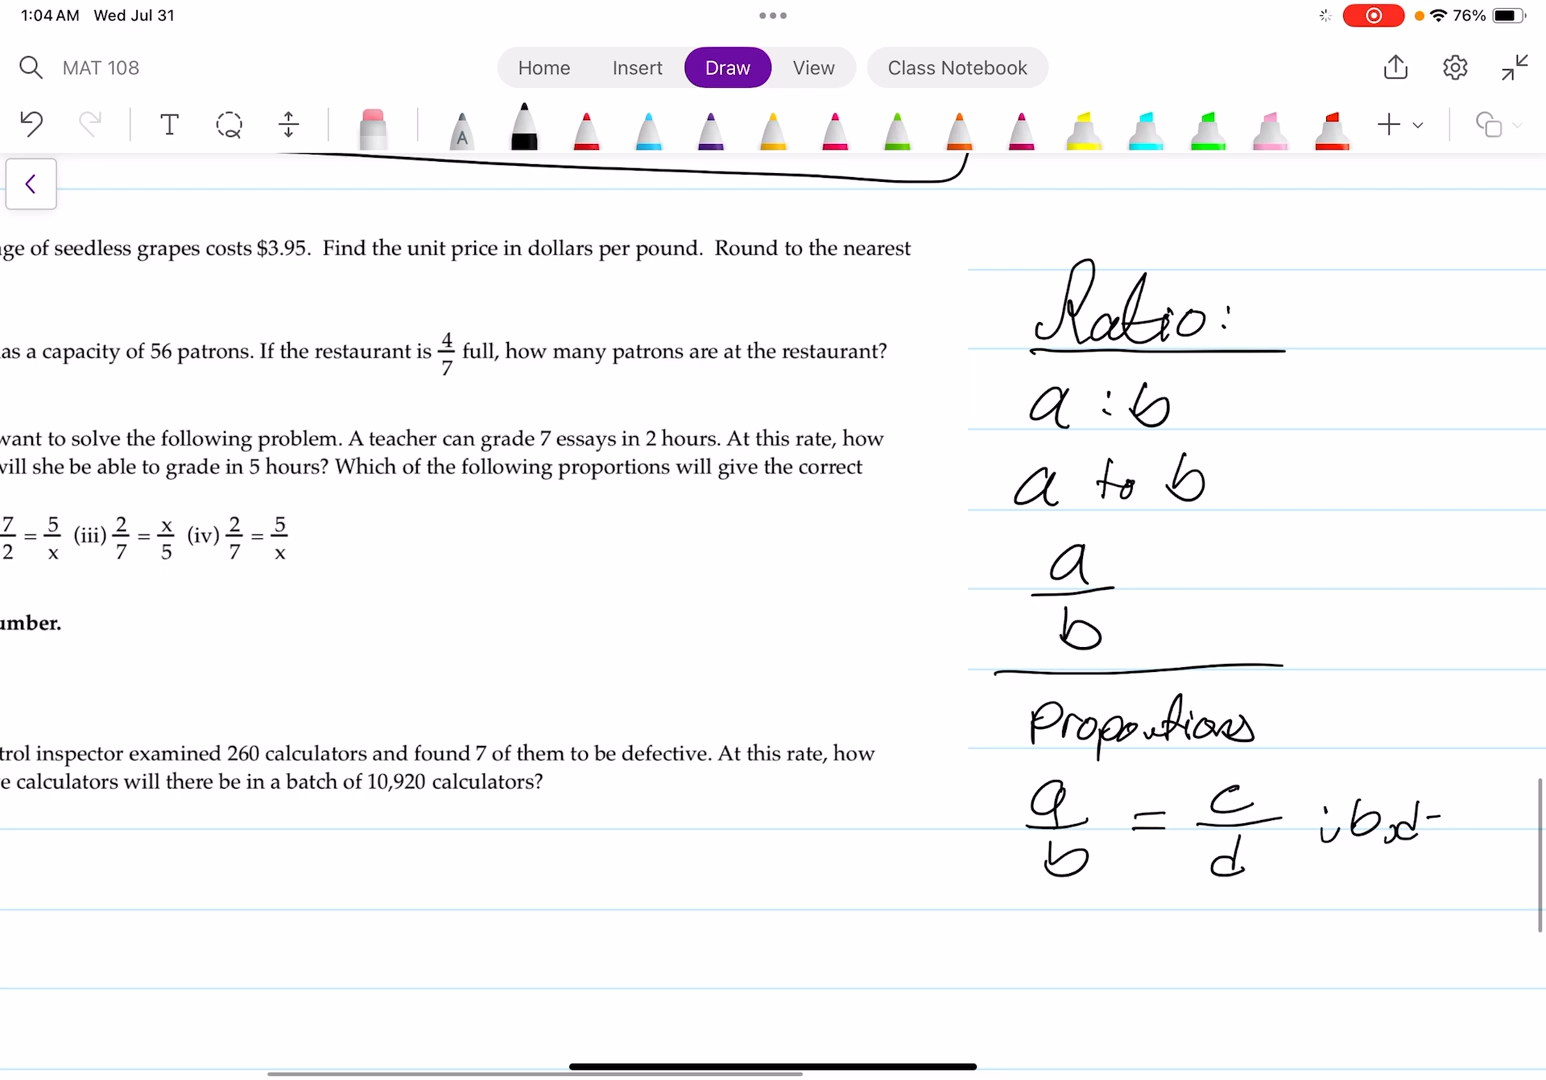 1:04 AM Wed Jul 31
76%
MAT 108
Home Insert Draw View Class Notebook
T
A
ge of seedless grapes costs $3.95. Find the unit price in dollars per pound. Round to the nearest
as a capacity of 56 patrons. If the restaurant is 4/7 full, how many patrons are at the restaurant?
want to solve the following problem. A teacher can grade 7 essays in 2 hours. At this rate, how
will she be able to grade in 5 hours? Which of the following proportions will give the correct
7/2 = 5/x (iii) 2/7 = x/5 (iv) 2/7 = 5/x
umber.
trol inspector examined 260 calculators and found 7 of them to be defective. At this rate, how
e calculators will there be in a batch of 10,920 calculators?
Ratio:
a : b
a to b
a/b
Proportions
a/b = c/d ; b,d-